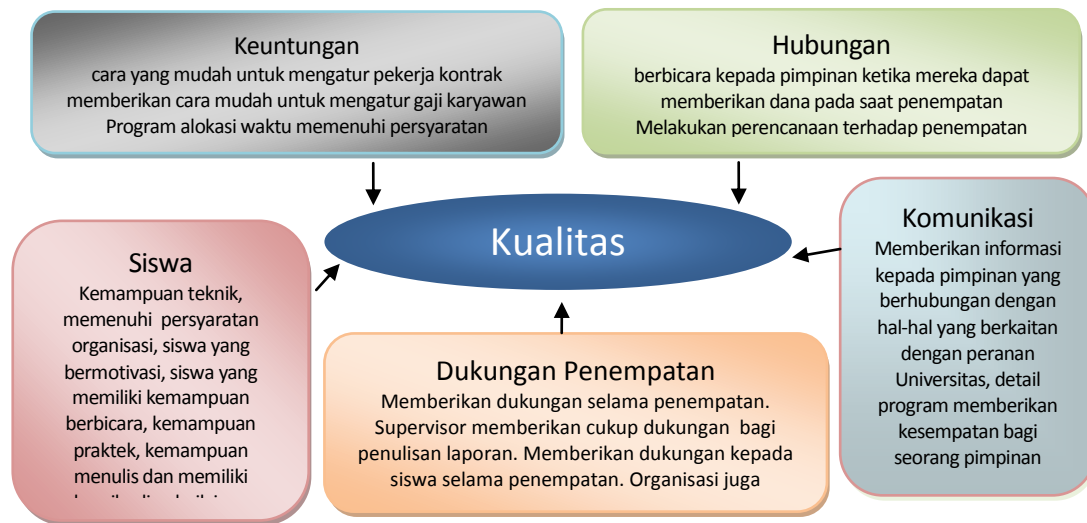 Keuntungan
cara yang mudah untuk mengatur pekerja kontrak
memberikan cara mudah untuk mengatur gaji karyawan
Program alokasi waktu memenuhi persyaratan
Hubungan
berbicara kepada pimpinan ketika mereka dapat
memberikan dana pada saat penempatan
Melakukan perencanaan terhadap penempatan
Kualitas
Siswa
Kemampuan teknik,
memenuhi persyaratan
organisasi, siswa yang
bermotivasi, siswa yang
memiliki kemampuan
berbicara, kemampuan
praktek, kemampuan
menulis dan memiliki
Dukungan Penempatan
Memberikan dukungan selama penempatan.
Supervisor memberikan cukup dukungan bagi
penulisan laporan. Memberikan dukungan kepada
siswa selama penempatan. Organisasi juga
Komunikasi
Memberikan informasi
kepada pimpinan yang
berhubungan dengan
hal-hal yang berkaitan
dengan peranan
Universitas, detail
program memberikan
kesempatan bagi
seorang pimpinan